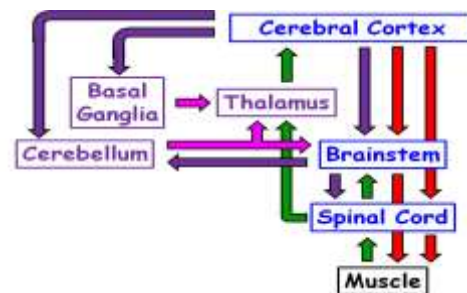 Cerebral Cortex
Basal
Ganglia
Thalamus
Cerebellum
Brainstem
Spinal Cord
Muscle